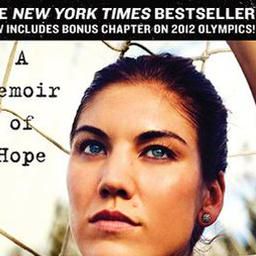 E NEW YORK TIMES BESTSELLER
W INCLUDES BONUS CHAPTER ON 2012 OLYMPICS!
A
emoir
of
Hope